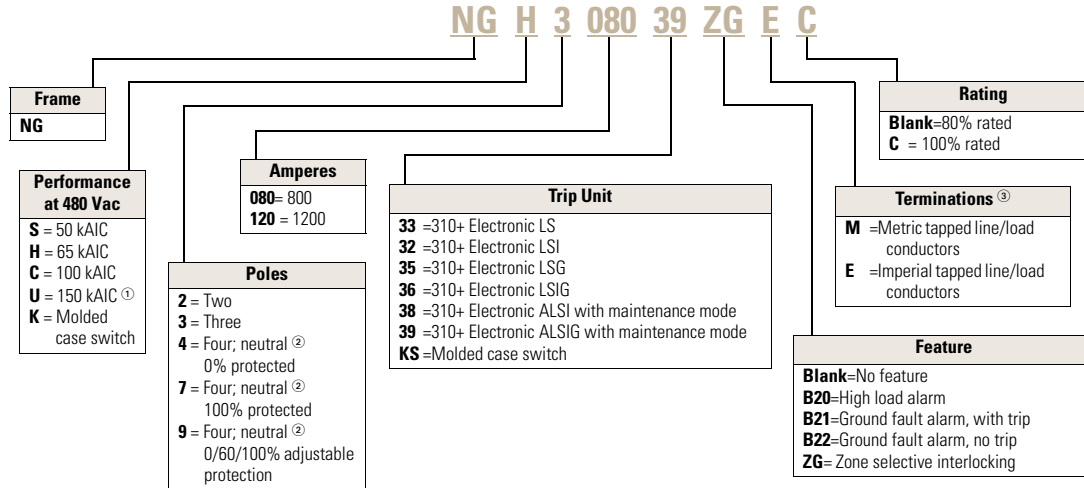 NG H 3 080 39 ZG E C
Frame
NG
Performance
at 480 Vac
S = 50 kAIC
H = 65 kAIC
C = 100 kAIC
U = 150 kAIC ①
K = Molded
case switch
Poles
2 = Two
3 = Three
4 = Four; neutral ②
0% protected
7 = Four; neutral ②
100% protected
9 = Four; neutral ②
0/60/100% adjustable
protection
Amperes
080= 800
120 = 1200
Trip Unit
33 =310+ Electronic LS
32 =310+ Electronic LSI
35 =310+ Electronic LSG
36 =310+ Electronic LSIG
38 =310+ Electronic ALSI with maintenance mode
39 =310+ Electronic ALSIG with maintenance mode
KS =Molded case switch
Rating
Blank=80% rated
C = 100% rated
Terminations ③
M =Metric tapped line/load
conductors
E =Imperial tapped line/load
conductors
Feature
Blank=No feature
B20=High load alarm
B21=Ground fault alarm, with trip
B22=Ground fault alarm, no trip
ZG= Zone selective interlocking